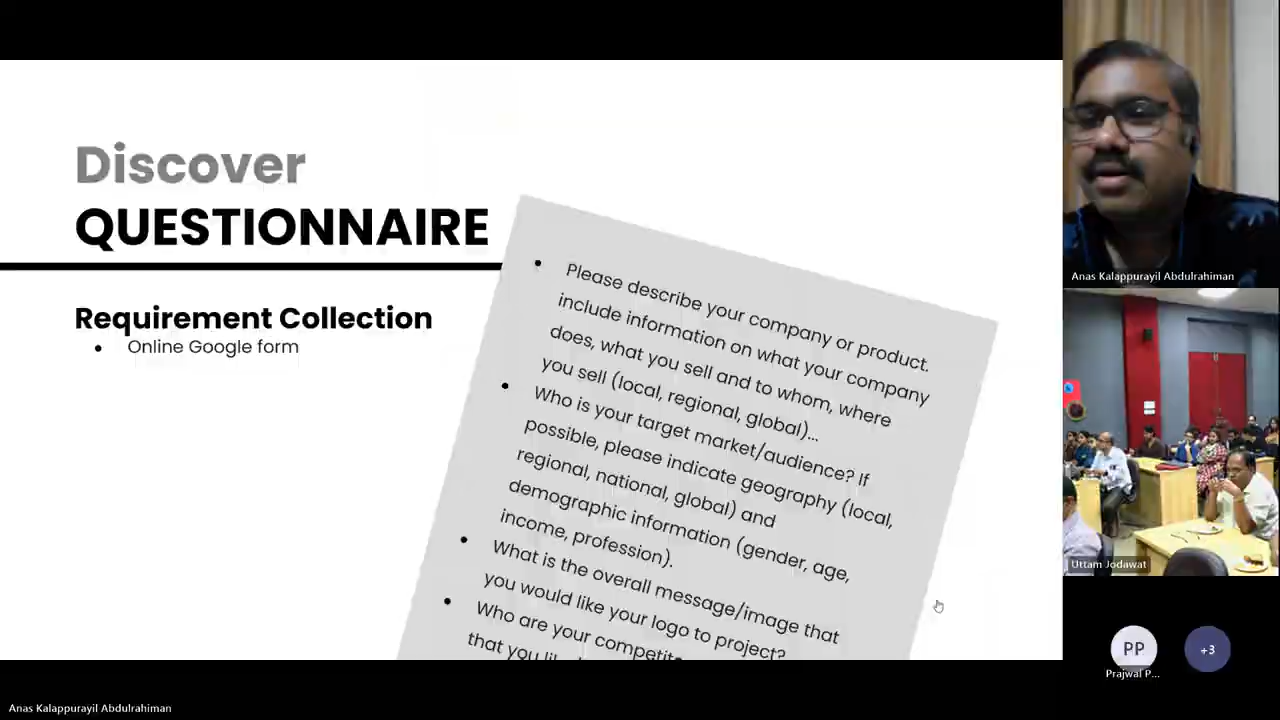 Discover
QUESTIONNAIRE
Requirement Collection
• Online Google form
• Please describe your company or product.
include information on what your company
does, what you sell and to whom, where
you sell (local, regional, global)...
• Who is your target market/audience? If
possible, please indicate geography (local,
regional, national, global) and
demographic information (gender, age,
income, profession).
• What is the overall message/image that
you would like your logo to project?
• Who are your
that you
Anas Kalappurayil Abdulrahiman
Uttam Jodawat
PP
Prajwal P...
+3
Anas Kalappurayil Abdulrahiman